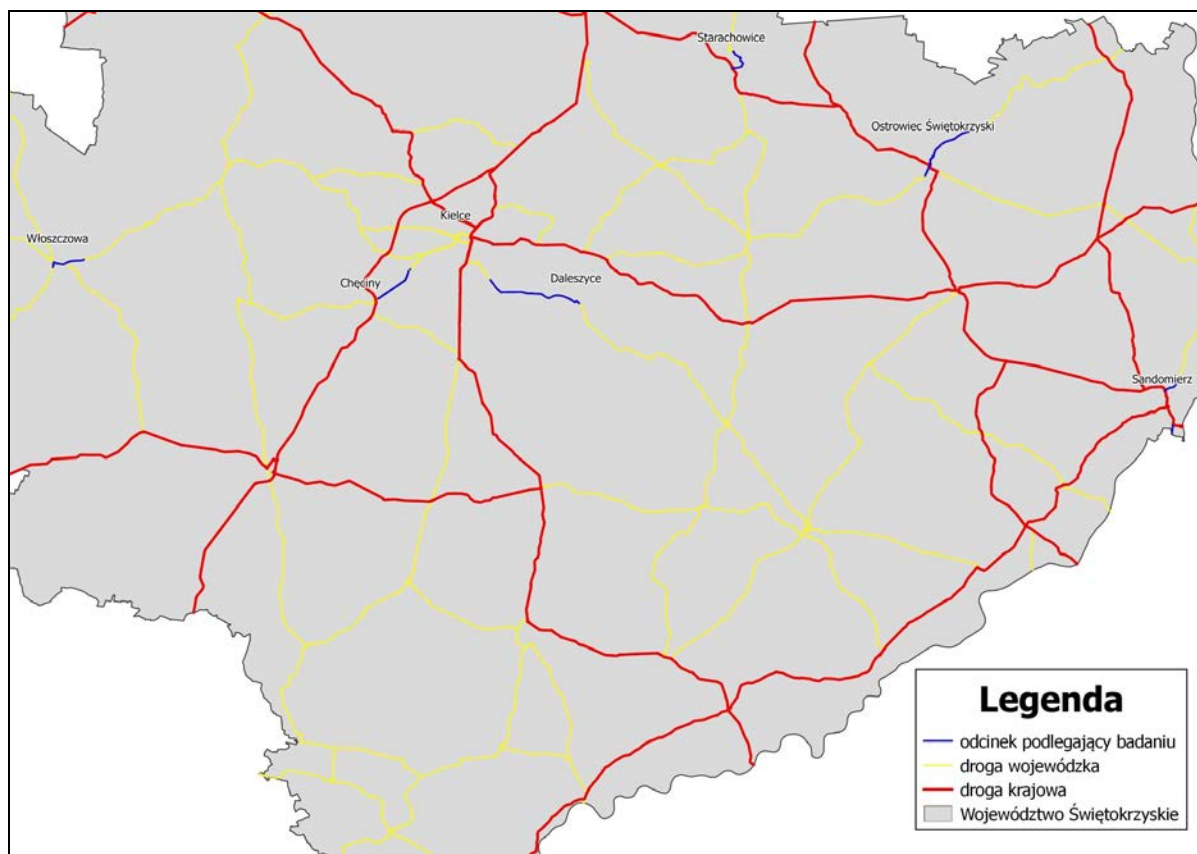 Starachowice
Ostrowiec Świętokrzyski
Kielce
Włoszczowa
Chęciny
Daleszyce
Sandomierz
Legenda
odcinek podlegający badaniu
droga wojewódzka
droga krajowa
Województwo Świętokrzyskie